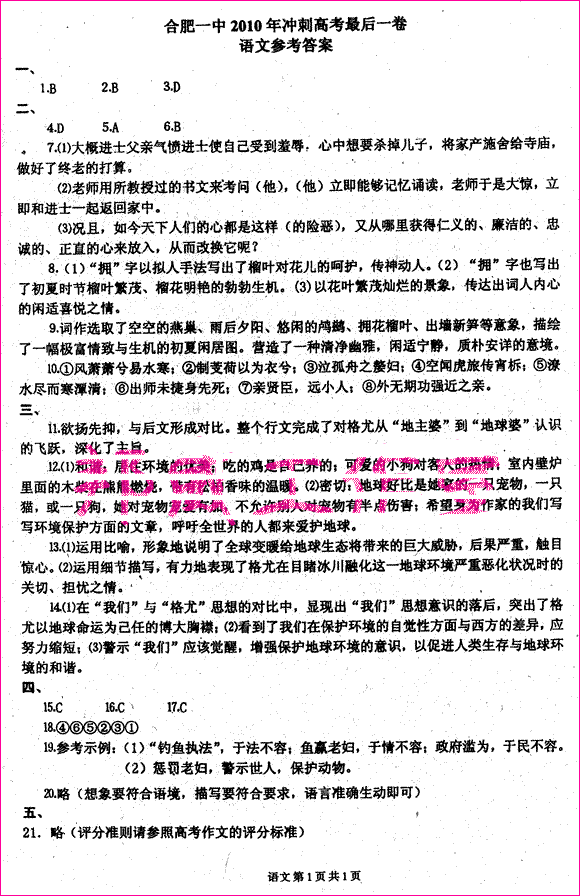 合肥一中2010年冲刺高考最后一卷
语文参考答案
一、
1.B 2.B 3.D
二、
4.D 5.A 6.B
7.⑴大概进士父亲气愤进士使自己受到羞辱，心中想要杀掉儿子，将家产施舍给寺庙，
做好了终老的打算。
⑵老师用所教授过的书文来考问（他），（他）立即能够记忆诵读，老师于是大惊，立
即和进士一起返回家中。
⑶况且，如今天下人们的心都是这样（的险恶），又从哪里获得仁义的、廉洁的、忠
诚的、正直的心来放入，从而改换它呢？
8.（1）“拥”字以拟人手法写出了榴叶对花儿的呵护，传神动人。（2）“拥”字也写出
了初夏时节榴叶繁茂、榴花明艳的勃勃生机。（3）以花叶繁茂灿烂的景象，传达出词人内心
的闲适喜悦之情。
9.词作选取了空空的燕巢、雨后夕阳、悠闲的鸿鹚、拥花榴叶、出墙新笋等意象，描绘
了一幅极富情致与生机的初夏闲居图。营造了一种清净幽雅，闲适宁静，质朴安详的意境。
10.①风萧萧兮易水寒；②制芰荷以为衣兮；③泣孤舟之嫠妇；④空闻虎旅传宵柝；⑤潦
水尽而寒潭清；⑥出师未捷身先死；⑦亲贤臣，远小人；⑧外无期功强近之亲。
三、
11.欲扬先抑，与后文形成对比。整个行文完成了对格尤从“地主婆”到“地球婆”认识
的飞跃，深化了主旨。
12.⑴和谐：居住环境的优美；吃的鸡是自己养的；可爱的小狗对客人的热情；室内壁炉
里面的木柴在熊熊燃烧，带有松柏香味的温暖。⑵密切：地球好比是她家的一只宠物，一只
猫，或一只狗，她对宠物宠爱有加，不允许别人对宠物有半点伤害；希望身为作家的我们写
写环境保护方面的文章，呼吁全世界的人都来爱护地球。
13.⑴运用比喻，形象地说明了全球变暖给地球生态将带来的巨大威胁，后果严重，触目
惊心。⑵运用细节描写，有力地表现了格尤在目睹冰川融化这一地球环境严重恶化状况时的
关切、担忧之情。
14.⑴在“我们”与“格尤”思想的对比中，显现出“我们”思想意识的落后，突出了格
尤以地球命运为己任的博大胸襟；⑵看到了我们在保护环境的自觉性方面与西方的差异，应
努力缩短；⑶警示“我们”应该觉醒，增强保护地球环境的意识，以促进人类生存与地球环
境的和谐。
四、
15.C 16.C 17.C
18.④⑥⑤②③①
19.参考示例：（1）“钓鱼执法”，于法不容；鱼赢老妇，于情不容；政府滥为，于民不容。
（2）惩罚老妇，警示世人，保护动物。
20.略（想象要符合语境，描写要符合要求，语言准确生动即可）
五、
21．略（评分准则请参照高考作文的评分标准）
语文第1页共1页